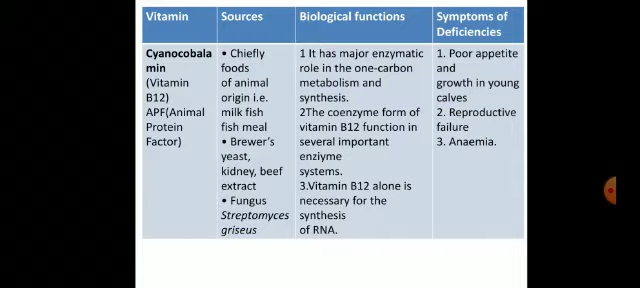 Vitamin
Sources
Biological functions
Symptoms of
Deficiencies
Cyanocobala
min
(Vitamin
B12)
APF(Animal
Protein
Factor)
• Chiefly
foods
of animal
origin i.e.
milk fish
fish meal
• Brewer's
yeast,
kidney, beef
extract
• Fungus
Streptomyces
griseus
1 It has major enzymatic
role in the one-carbon
metabolism and
synthesis.
2The coenzyme form of
vitamin B12 function in
several important
enziyme
systems.
3.Vitamin B12 alone is
necessary for the
synthesis
of RNA.
1. Poor appetite
and
growth in young
calves
2. Reproductive
failure
3. Anaemia.